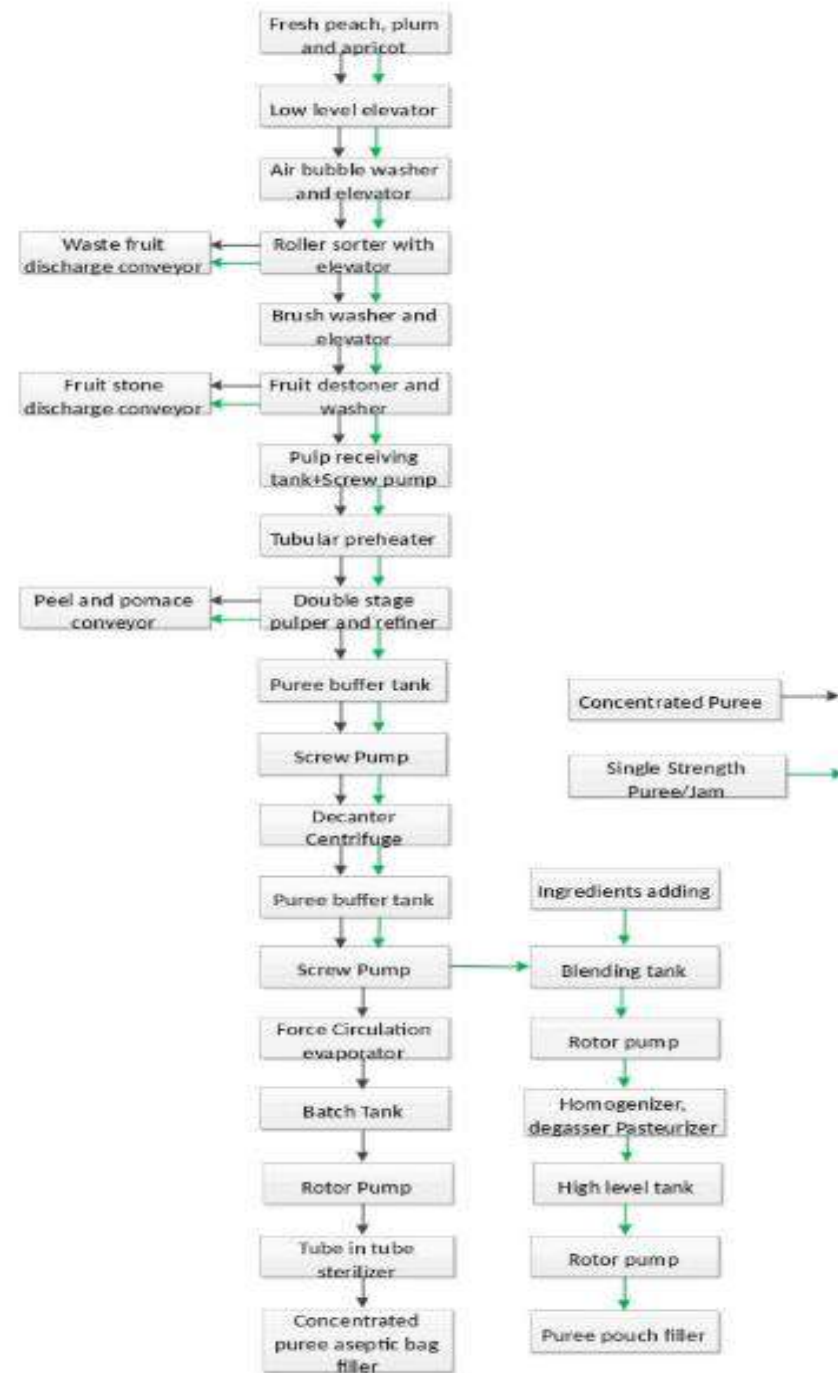 Fresh peach, plum
and apricot
Low level elevator
Air bubble washer
and elevator
Waste fruit
discharge conveyor
Roller sorter with
elevator
Brush washer and
elevator
Fruit stone
discharge conveyor
Fruit destoner and
washer
Pulp receiving
tank+Screw pump
Tubular preheater
Peel and pomace
conveyor
Double stage
pulper and refiner
Puree buffer tank
Screw Pump
Decanter
Centrifuge
Puree buffer tank
Screw Pump
Force Circulation
evaporator
Batch Tank
Rotor Pump
Tube in tube
sterilizer
Concentrated
puree aseptic bag
filler
Concentrated Puree
Single Strength
Puree/Jam
Ingredients adding
Blending tank
Rotor pump
Homogenizer,
degasser Pasteurizer
High level tank
Rotor pump
Puree pouch filler